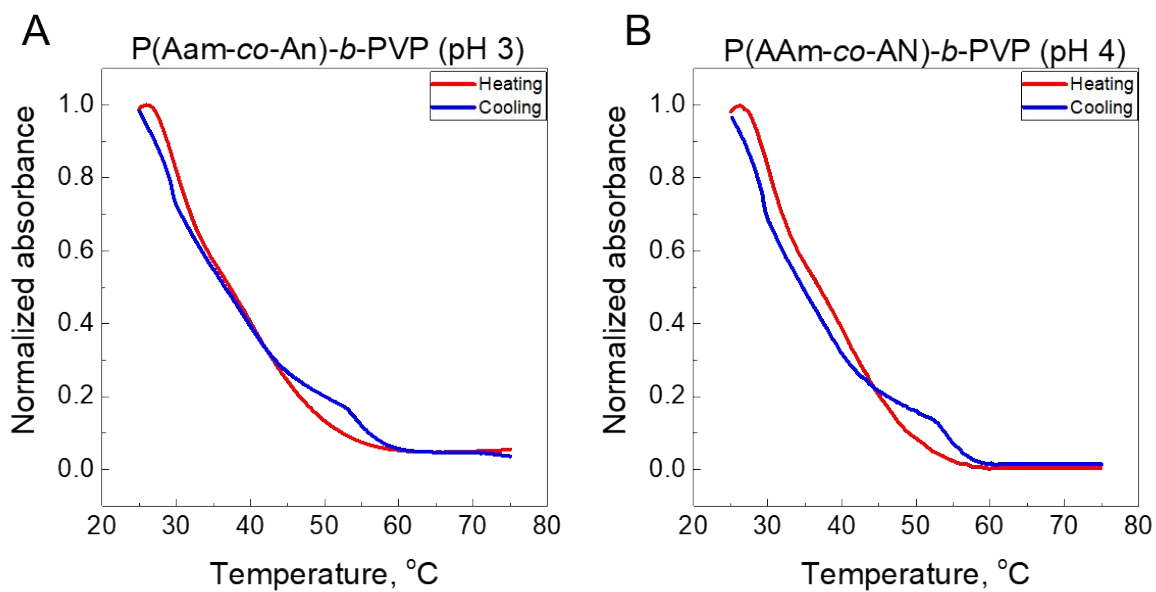 A
P(Aam-co-An)-b-PVP (pH 3)
Heating
Cooling
1.0
0.8
0.6
0.4
0.2
0.0
Normalized absorbance
20 30 40 50 60 70 80
Temperature, °C
B
P(AAm-co-AN)-b-PVP (pH 4)
Heating
Cooling
1.0
0.8
0.6
0.4
0.2
0.0
Normalized absorbance
20 30 40 50 60 70 80
Temperature, °C